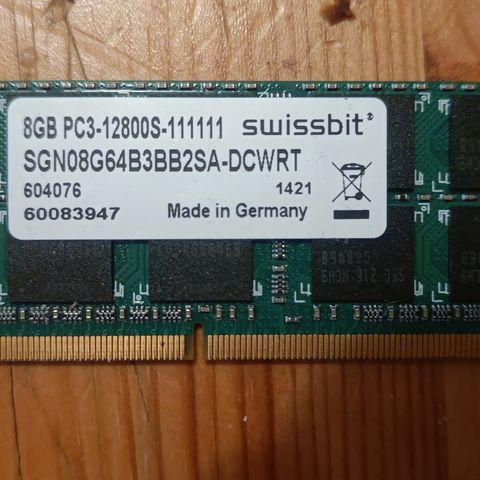 8GB PC3-12800S-111111 swissbit®
SGN08G64B3BB2SA-DCWRT
604076 1421
60083947 Made in Germany